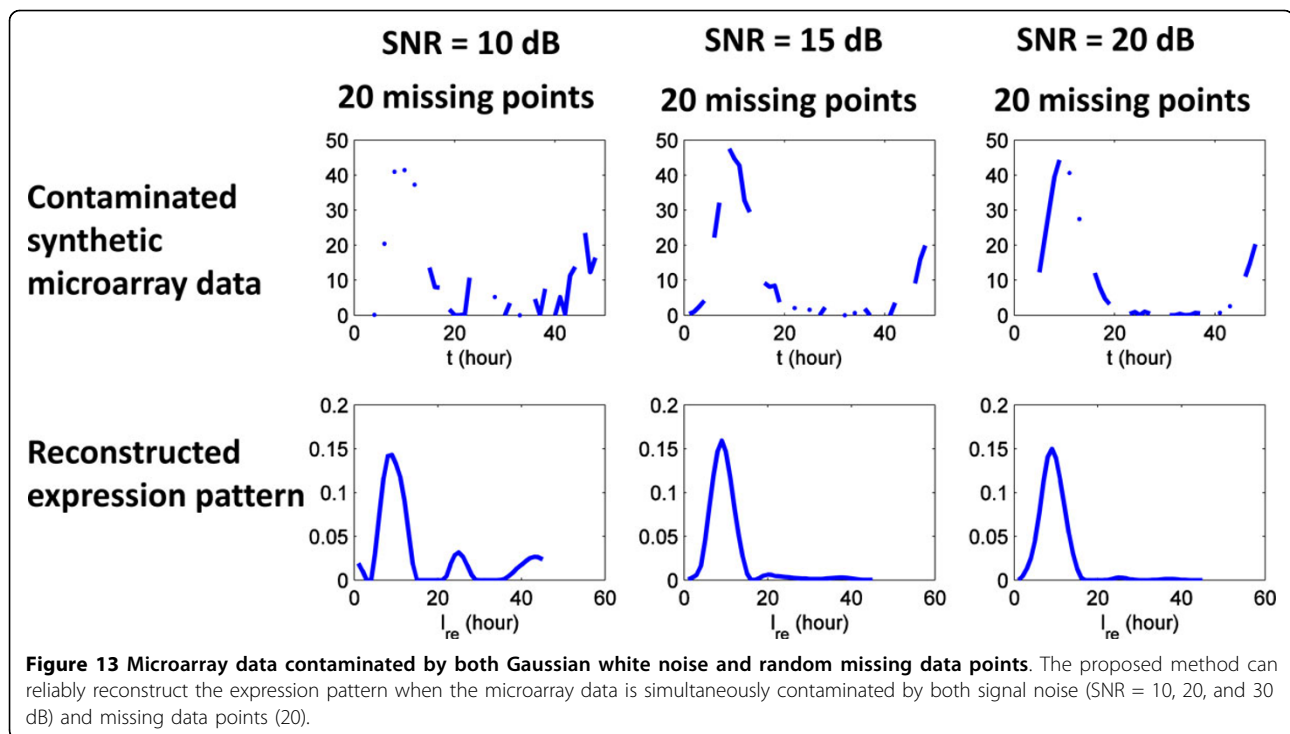 SNR = 10 dB
SNR = 15 dB
SNR = 20 dB
20 missing points
20 missing points
20 missing points
Contaminated
synthetic
microarray data
50
40
30
20
10
0
0
20
40
t (hour)
50
40
30
20
10
0
0
20
40
t (hour)
50
40
30
20
10
0
0
20
40
t (hour)
Reconstructed
expression pattern
0.2
0.15
0.1
0.05
0
0
20
40
60
I_re (hour)
0.2
0.15
0.1
0.05
0
0
20
40
60
I_re (hour)
0.2
0.15
0.1
0.05
0
0
20
40
60
I_re (hour)
Figure 13 Microarray data contaminated by both Gaussian white noise and random missing data points. The proposed method can
reliably reconstruct the expression pattern when the microarray data is simultaneously contaminated by both signal noise (SNR = 10, 20, and 30
dB) and missing data points (20).